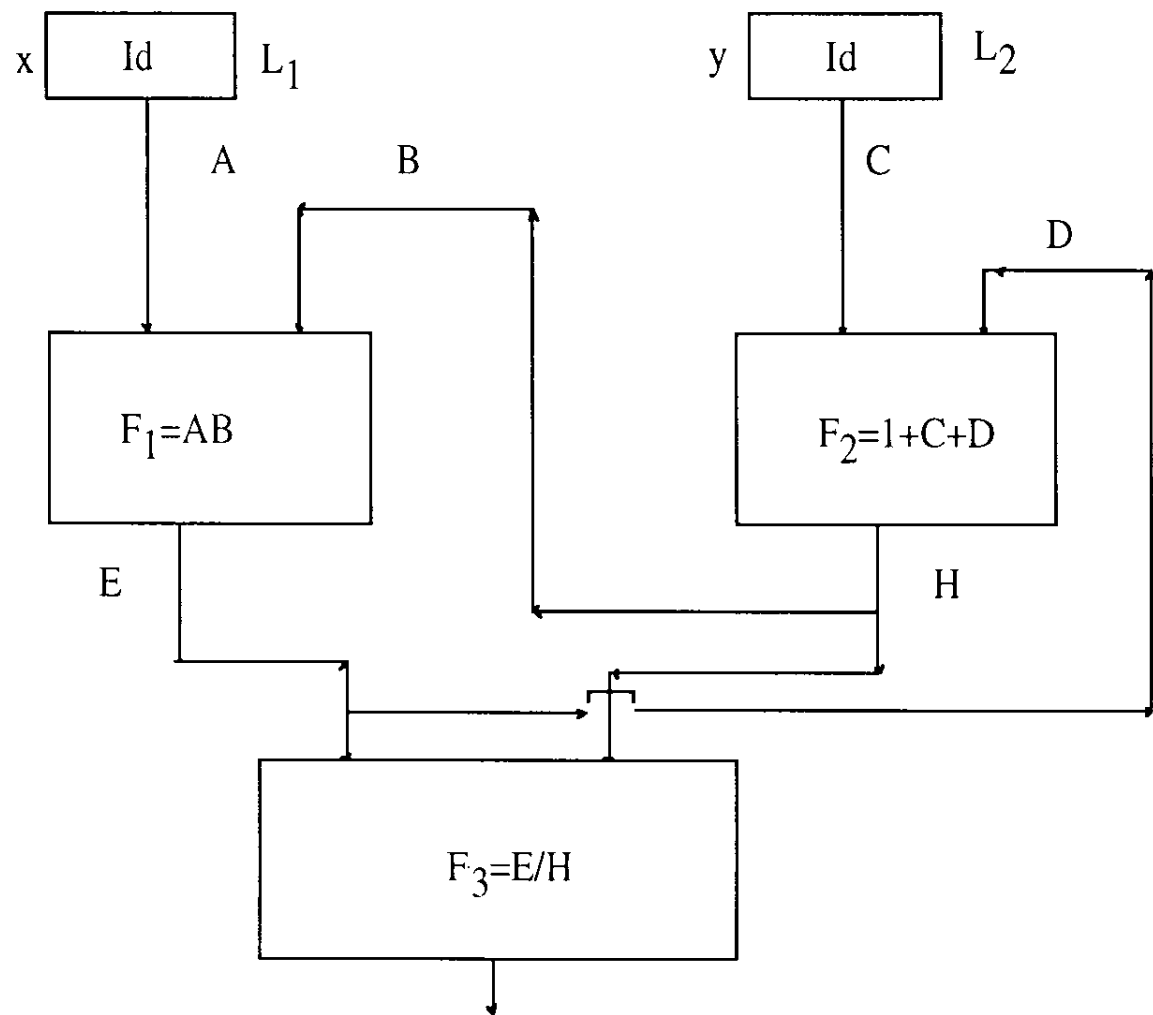 x Id L1 y Id L2
A B C
D
F1=AB F2=1+C+D
E H
F3=E/H